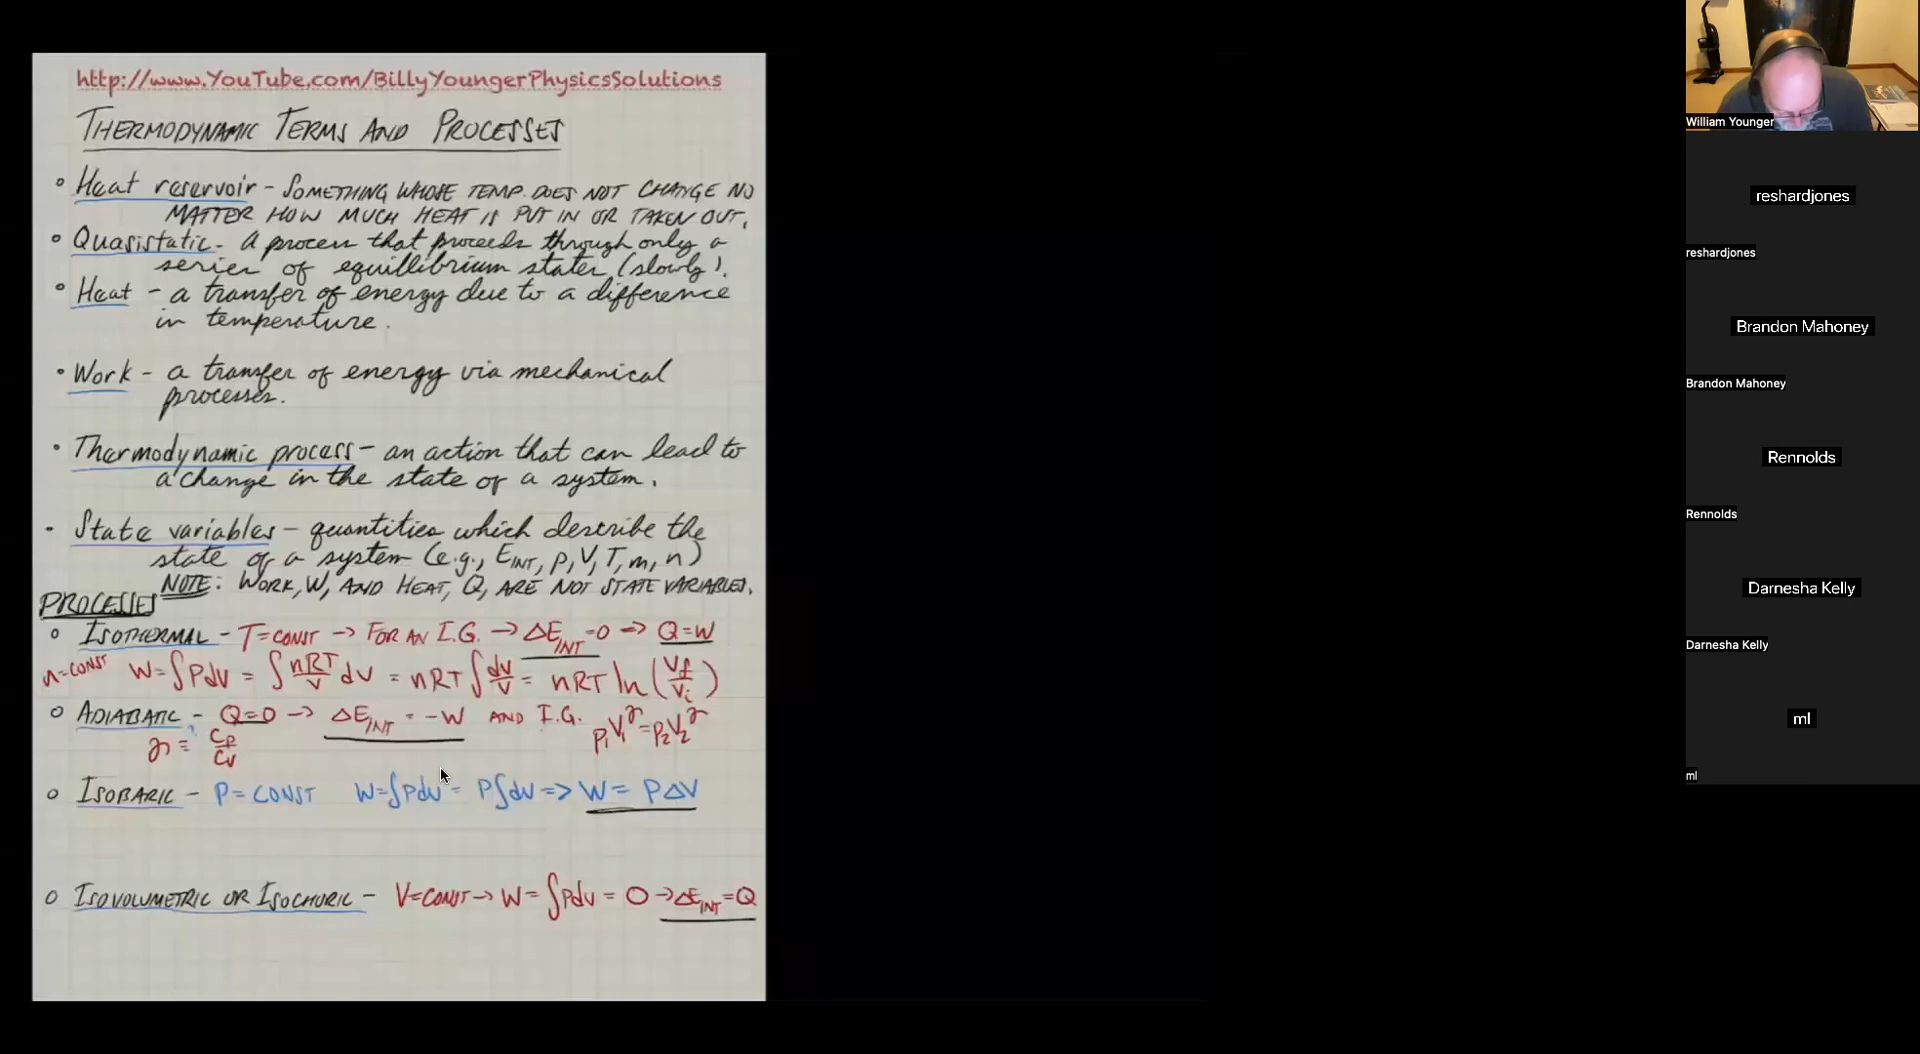 http://www.YouTube.com/BillyYoungerPhysicsSolutions
THERMODYNAMIC TERMS AND PROCESSES
° Heat reservoir - SOMETHING WHOSE TEMP. DOES NOT CHANGE NO
MATTER HOW MUCH HEAT IS PUT IN OR TAKEN OUT.
° Quasistatic - a process that proceeds through only a
series of equillibrium states (slowly).
° Heat - a transfer of energy due to a difference
in temperature.
• Work - a transfer of energy via mechanical
processes.
• Thermodynamic process - an action that can lead to
a change in the state of a system.
• State variables - quantities which describe the
state of a system (e.g., E_INT, p, V, T, m, n)
NOTE: WORK, W, AND HEAT, Q, ARE NOT STATE VARIABLES.
PROCESSES
° ISOTHERMAL - T=CONST → FOR AN I.G. → ΔE_INT=0 → Q=W
n=CONST W=∫PdV = ∫ nRT/V dV = nRT ∫ dV/V = nRT ln (Vf/Vi)
° ADIABATIC - Q=0 → ΔE_INT = -W AND I.G. p₁V₁^γ = p₂V₂^γ
γ ≡ Cp/Cv
° ISOBARIC - P=CONST W=∫PdV = P∫dV => W = PΔV
° ISOVOLUMETRIC OR ISOCHORIC - V=CONST → W=∫PdV = 0 → ΔE_INT=Q
William Younger
reshardjones
reshardjones
Brandon Mahoney
Brandon Mahoney
Rennolds
Rennolds
Darnesha Kelly
Darnesha Kelly
ml
ml